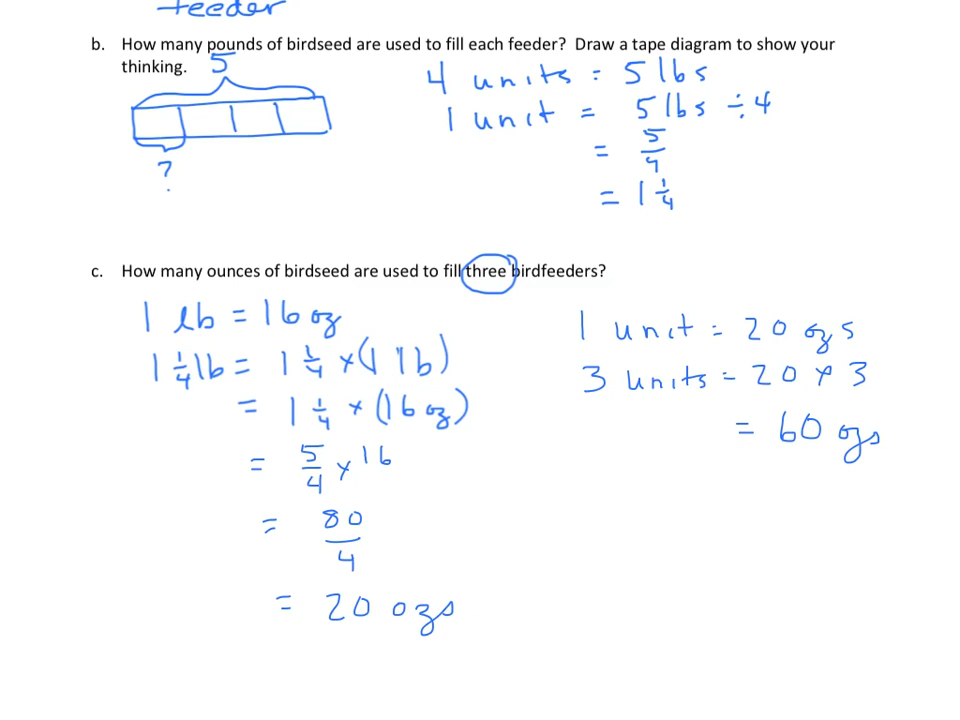 feeder
b. How many pounds of birdseed are used to fill each feeder? Draw a tape diagram to show your
thinking.
5
?
4 units = 5 lbs
1 unit = 5 lbs ÷ 4
= 5/4
= 1 1/4
c. How many ounces of birdseed are used to fill three birdfeeders?
1 lb = 16 oz
1 1/4 lb = 1 1/4 × (1 lb)
= 1 1/4 × (16 oz)
= 5/4 × 16
= 80/4
= 20 ozs
1 unit = 20 ozs
3 units = 20 × 3
= 60 ozs